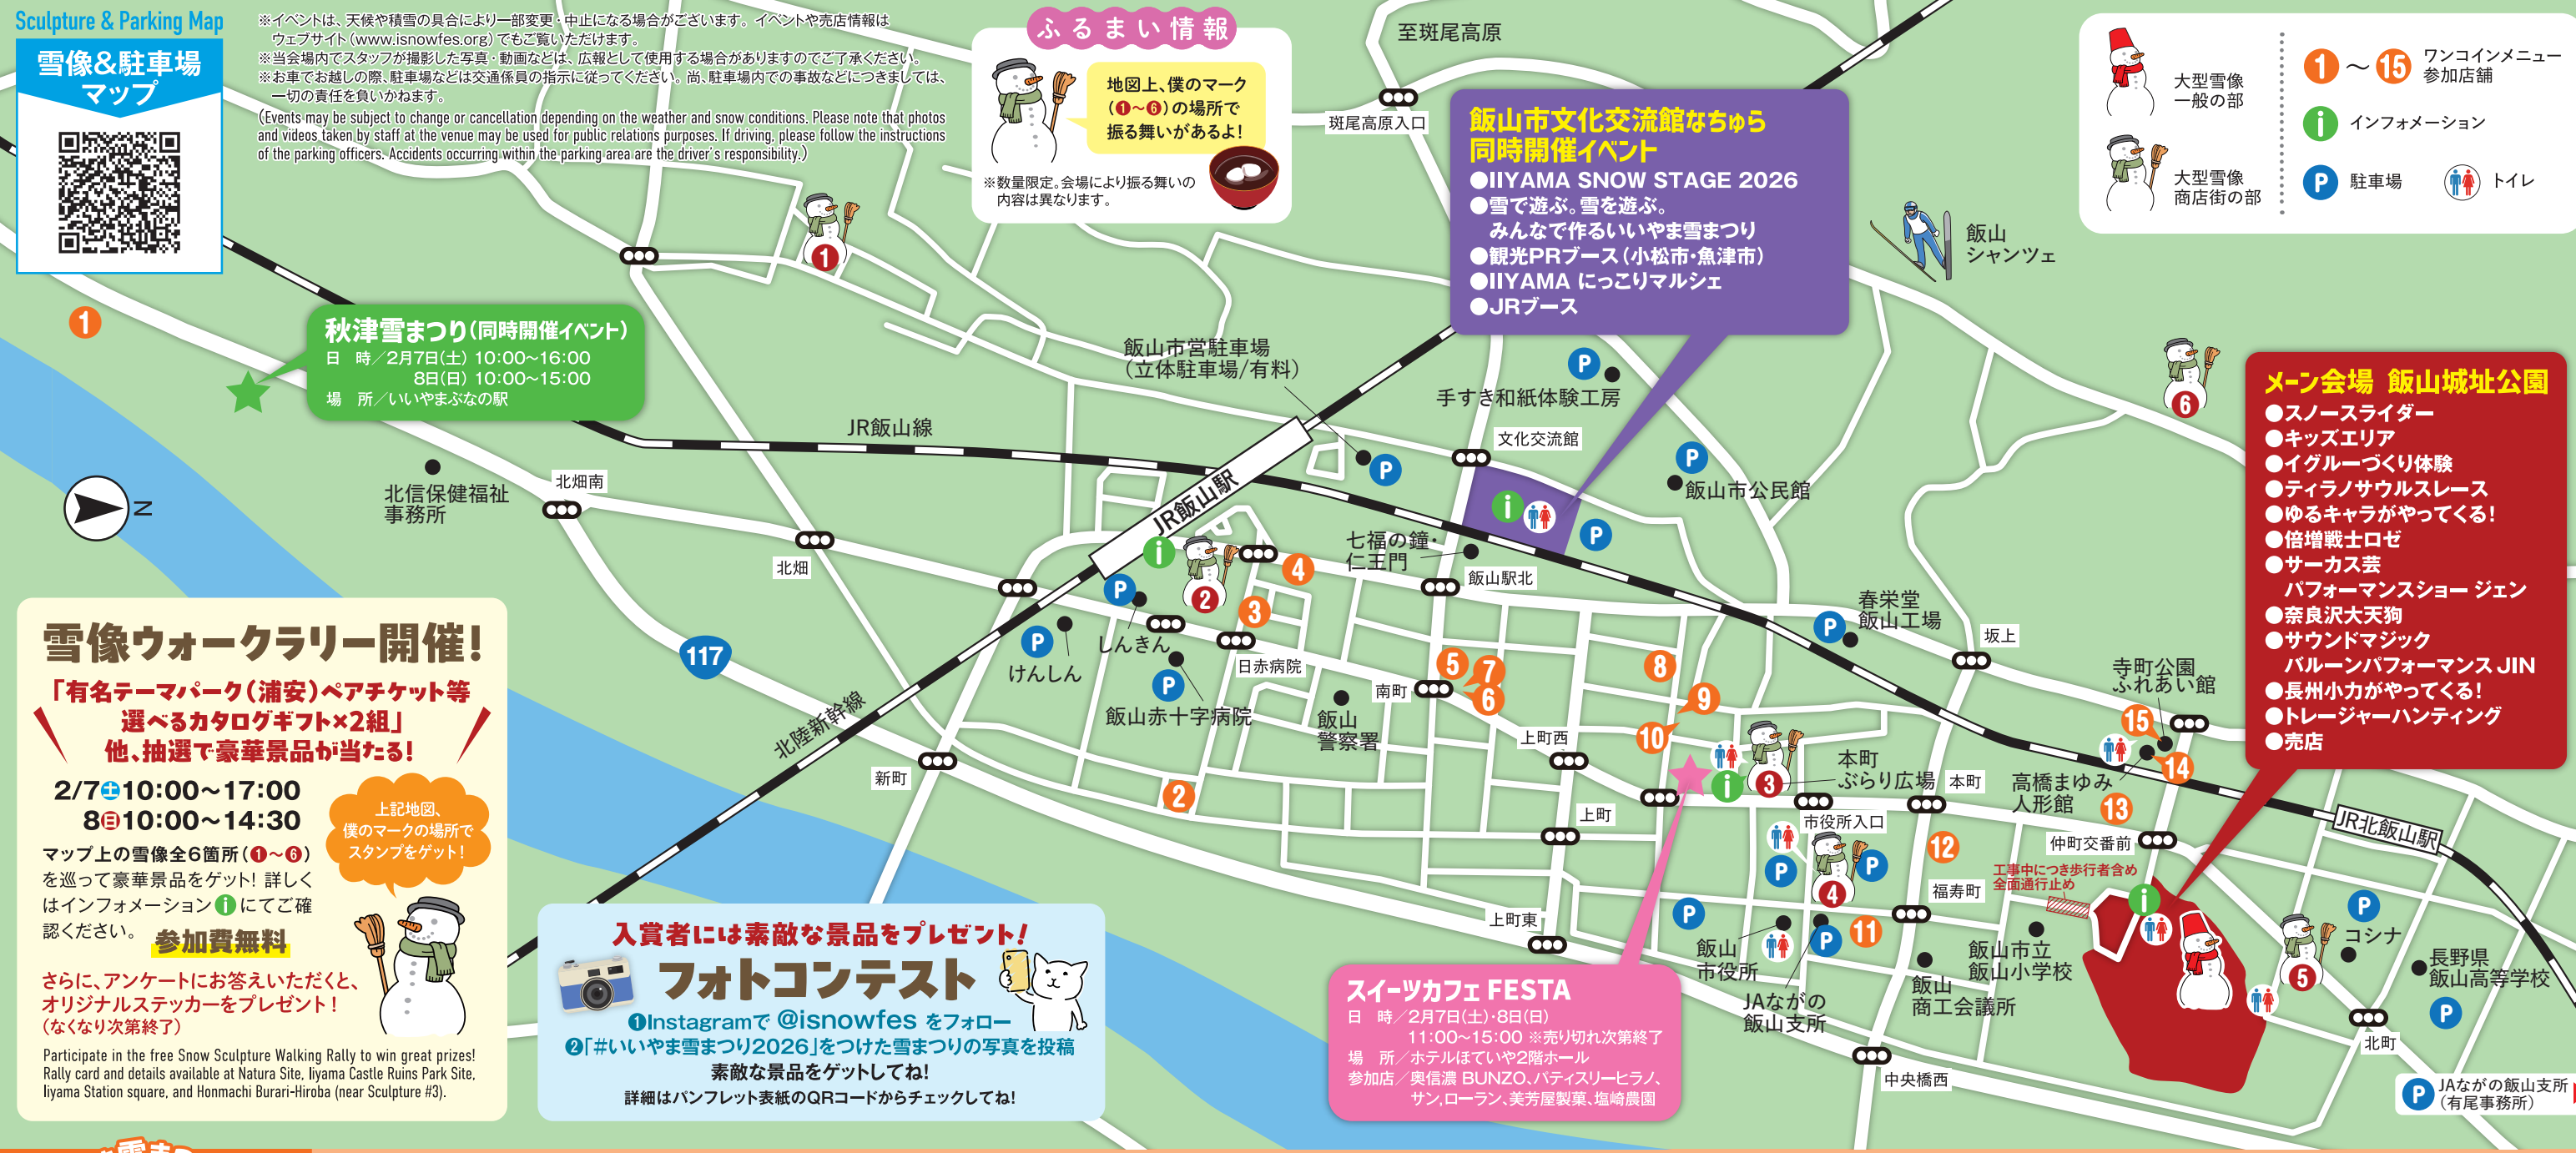 Sculpture & Parking Map
雪像&駐車場
マップ
※イベントは、天候や積雪の具合により一部変更・中止になる場合がございます。イベントや売店情報は
ウェブサイト(www.isnowfes.org)でもご覧いただけます。
※当会場内でスタッフが撮影した写真・動画などは、広報として使用する場合がありますのでご了承ください。
※お車でお越しの際、駐車場などは交通係員の指示に従ってください。尚、駐車場内での事故などにつきましては、
一切の責任を負いかねます。
(Events may be subject to change or cancellation depending on the weather and snow conditions. Please note that photos
and videos taken by staff at the venue may be used for public relations purposes. If driving, please follow the instructions
of the parking officers. Accidents occurring within the parking area are the driver's responsibility.)
ふるまい情報
地図上、僕のマーク
(❶~❻)の場所で
振る舞いがあるよ!
※数量限定。会場により振る舞いの
内容は異なります。
至斑尾高原
斑尾高原入口
飯山市文化交流館なちゅら
同時開催イベント
●IIYAMA SNOW STAGE 2026
●雪で遊ぶ。雪を遊ぶ。
みんなで作るいいやま雪まつり
●観光PRブース(小松市・魚津市)
●IIYAMA にっこりマルシェ
●JRブース
大型雪像
一般の部
大型雪像
商店街の部
1~15 ワンコインメニュー
参加店舗
i インフォメーション
P 駐車場
トイレ
飯山
シャンツェ
1
1
秋津雪まつり(同時開催イベント)
日 時/2月7日(土) 10:00~16:00
8日(日) 10:00~15:00
場 所/いいやまぶなの駅
飯山市営駐車場
(立体駐車場/有料)
P
手すき和紙体験工房
6
メーン会場 飯山城址公園
●スノースライダー
●キッズエリア
●イグルーづくり体験
●ティラノサウルスレース
●ゆるキャラがやってくる!
●倍増戦士ロゼ
●サーカス芸
パフォーマンスショー ジェン
●奈良沢大天狗
●サウンドマジック
バルーンパフォーマンス JIN
●長州小力がやってくる!
●トレージャーハンティング
●売店
JR飯山線
文化交流館
P
P
飯山市公民館
北信保健福祉
事務所
北畑南
N
JR飯山駅
i
P
i
七福の鐘・
仁王門
北畑
2
4
飯山駅北
P
3
しんきん
P
けんしん
日赤病院
P
飯山赤十字病院
117
北陸新幹線
新町
飯山
警察署
南町
5
7
6
8
9
10
上町西
2
上町
上町東
P
春栄堂
飯山工場
坂上
寺町公園
ふれあい館
15
14
i
3
本町
ぶらり広場
本町
高橋まゆみ
人形館
13
市役所入口
仲町交番前
JR北飯山駅
P
4
P
12
工事中につき歩行者含め
全面通行止め
福寿町
i
P
飯山
市役所
P
11
JAながの
飯山支所
飯山
商工会議所
飯山市立
飯山小学校
5
P
コシナ
長野県
飯山高等学校
P
北町
中央橋西
P JAながの飯山支所
(有尾事務所)
雪像ウォークラリー開催!
「有名テーマパーク(浦安)ペアチケット等
選べるカタログギフト×2組」
他、抽選で豪華景品が当たる!
2/7土10:00~17:00
8日10:00~14:30
マップ上の雪像全6箇所(❶~❻)
を巡って豪華景品をゲット! 詳しく
はインフォメーション i にてご確
認ください。 参加費無料
上記地図、
僕のマークの場所で
スタンプをゲット!
さらに、アンケートにお答えいただくと、
オリジナルステッカーをプレゼント!
(なくなり次第終了)
Participate in the free Snow Sculpture Walking Rally to win great prizes!
Rally card and details available at Natura Site, Iiyama Castle Ruins Park Site,
Iiyama Station square, and Honmachi Burari-Hiroba (near Sculpture #3).
入賞者には素敵な景品をプレゼント!
フォトコンテスト
❶Instagramで @isnowfes をフォロー
❷「#いいやま雪まつり2026」をつけた雪まつりの写真を投稿
素敵な景品をゲットしてね!
詳細はパンフレット表紙のQRコードからチェックしてね!
スイーツカフェ FESTA
日 時/2月7日(土)・8日(日)
11:00~15:00 ※売り切れ次第終了
場 所/ホテルほていや2階ホール
参加店/奥信濃 BUNZO、パティスリーヒラノ、
サン,ローラン、美芳屋製菓、塩崎農園